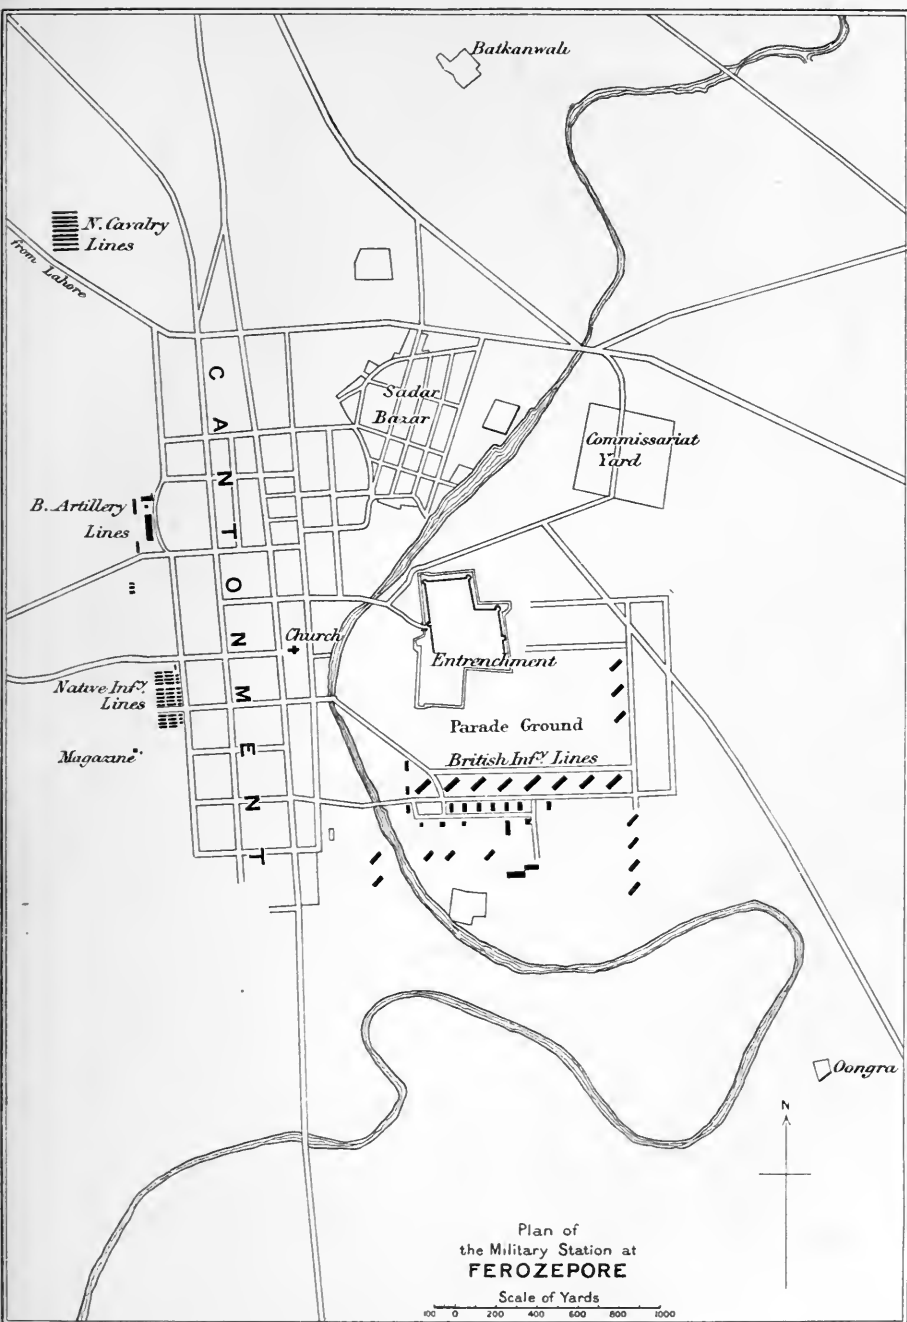 Batkanwali
N. Cavalry
Lines
from Lahore
CANTONMENT
Sadar
Bazar
Commissariat
Yard
B. Artillery
Lines
Church
Entrenchment
Native Infy.
Lines
Parade Ground
Magazine
British Infy. Lines
Oongra
N
Plan of
the Military Station at
FEROZEPORE
Scale of Yards
100 0 200 400 600 800 1000